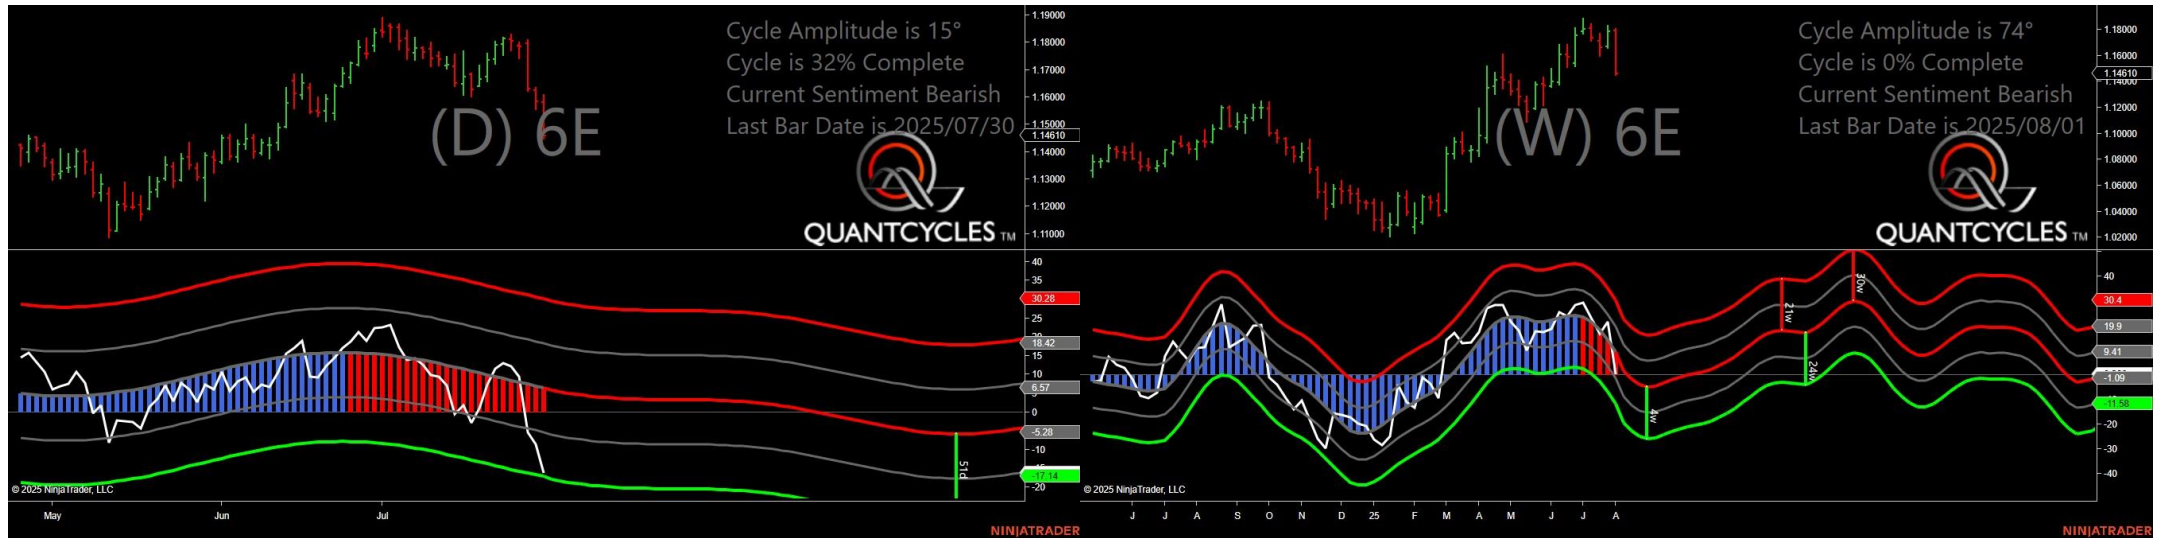 Cycle Amplitude is 15°
Cycle is 32% Complete
Current Sentiment Bearish
Last Bar Date is 2025/07/30
(D) 6E
QUANTCYCLES TM
1.19000
1.18000
1.17000
1.16000
1.15000
1.14610
1.14000
1.13000
1.12000
1.11000
40
35
30.28
25
18.42
15
10
6.57
0
-5.28
-10
-17.14
-20
51d
© 2025 NinjaTrader, LLC
May Jun Jul
NINJATRADER
Cycle Amplitude is 74°
Cycle is 0% Complete
Current Sentiment Bearish
Last Bar Date is 2025/08/01
(W) 6E
QUANTCYCLES TM
1.18000
1.16000
1.14610
1.14000
1.12000
1.10000
1.08000
1.06000
1.04000
1.02000
40
30.4
19.9
9.41
-1.09
-11.58
-20
-30
-40
4w
21w
24w
30w
© 2025 NinjaTrader, LLC
J J A S O N D 25 F M A M J J A
NINJATRADER